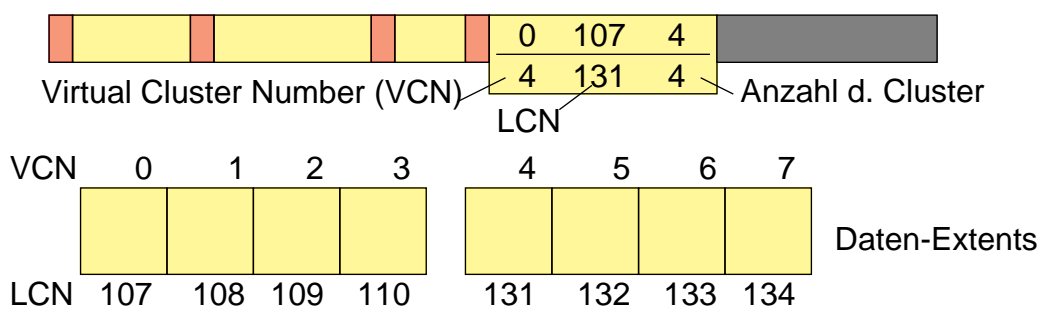 0 107 4
4 131 4
Virtual Cluster Number (VCN)
Anzahl d. Cluster
LCN
VCN 0 1 2 3 4 5 6 7
Daten-Extents
LCN 107 108 109 110 131 132 133 134